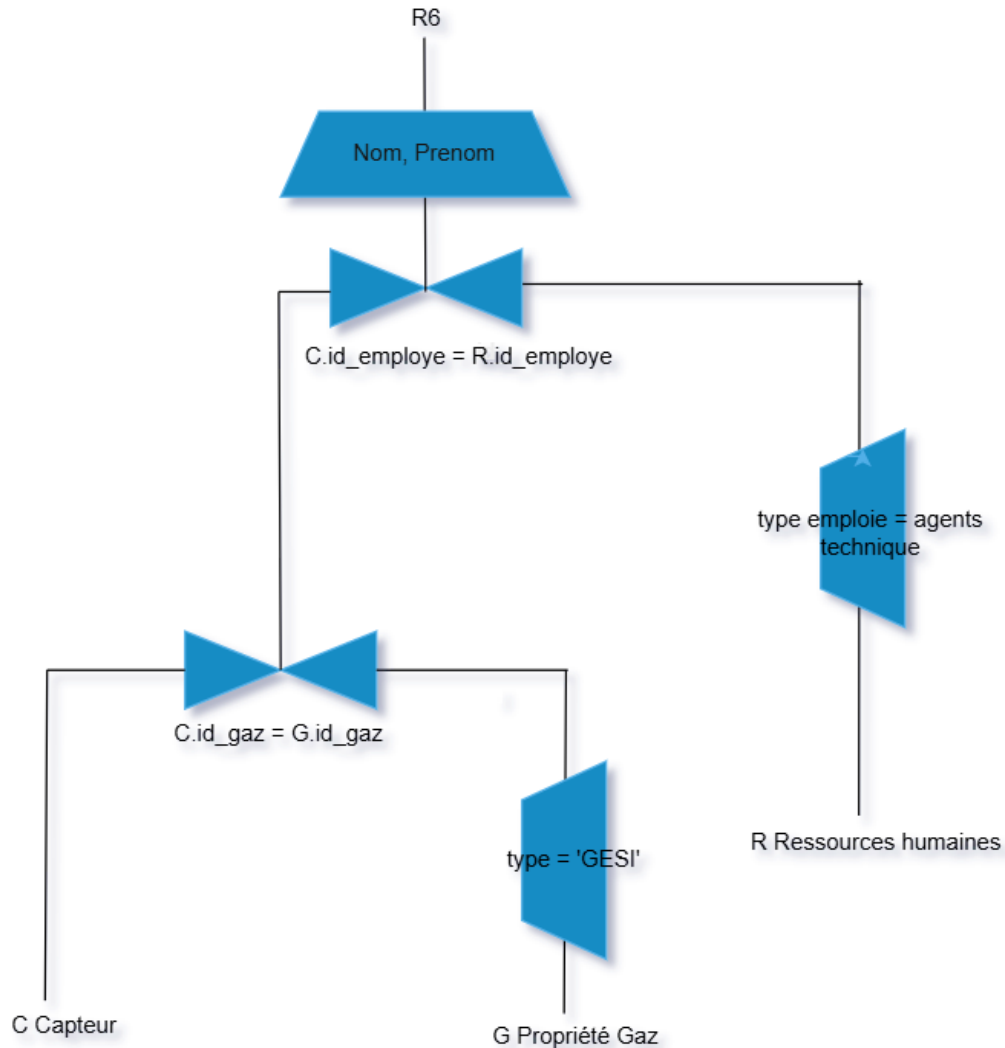 R6
Nom, Prenom
C.id_employe = R.id_employe
type emploie = agents
technique
C.id_gaz = G.id_gaz
R Ressources humaines
type = 'GESI'
C Capteur
G Propriété Gaz